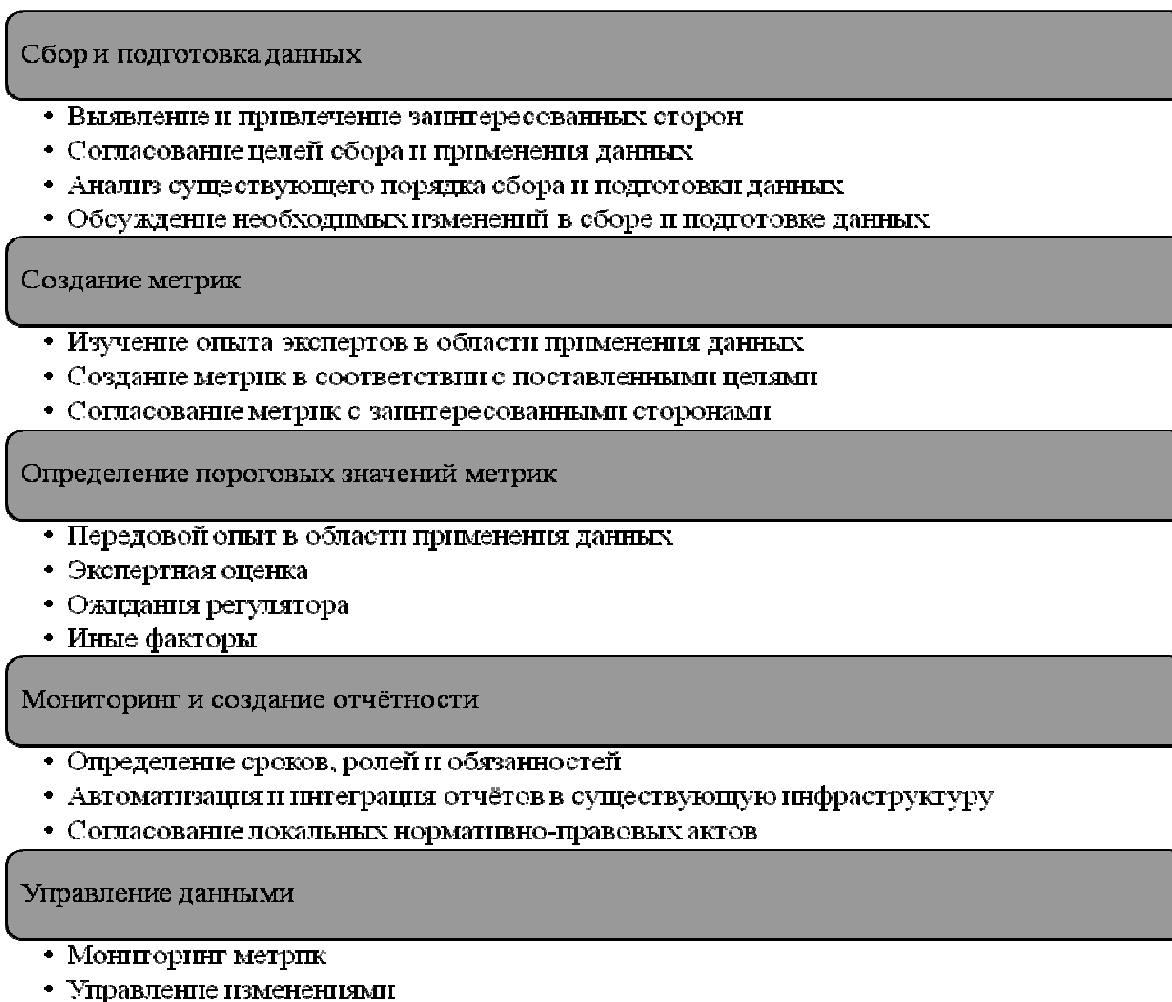 Сбор и подготовка данных
• Выявление и привлечение заинтересованных сторон
• Согласование целей сбора и применения данных
• Анализ существующего порядка сбора и подготовки данных
• Обсуждение необходимых изменений в сборе и подготовке данных
Создание метрик
• Изучение опыта экспертов в области применения данных
• Создание метрик в соответствии с поставленными целями
• Согласование метрик с заинтересованными сторонами
Определение пороговых значений метрик
• Передовой опыт в области применения данных
• Экспертная оценка
• Ожидания регулятора
• Иные факторы
Мониторинг и создание отчётности
• Определение сроков, ролей и обязанностей
• Автоматизация и интеграция отчётов в существующую инфраструктуру
• Согласование локальных нормативно-правовых актов
Управление данными
• Мониторинг метрик
• Управление изменениями